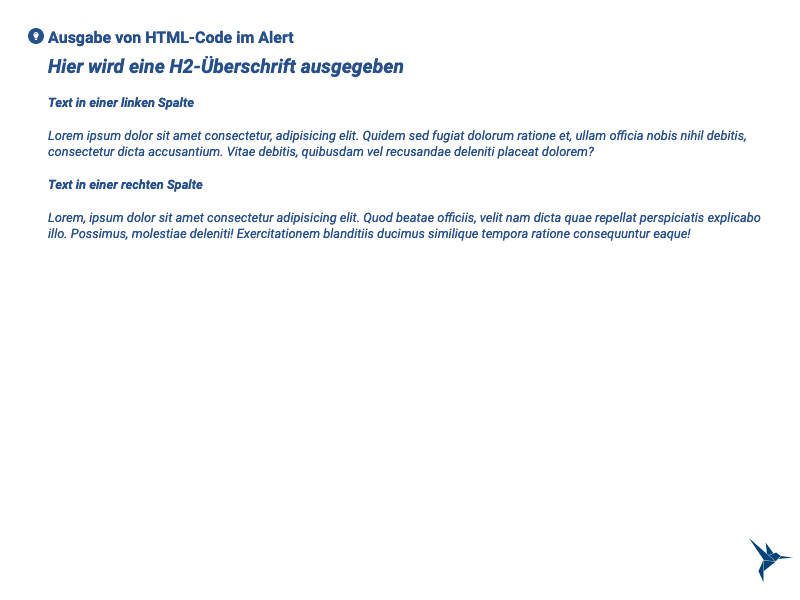 Ausgabe von HTML-Code im Alert
Hier wird eine H2-Überschrift ausgegeben
Text in einer linken Spalte
Lorem ipsum dolor sit amet consectetur, adipisicing elit. Quidem sed fugiat dolorum ratione et, ullam officia nobis nihil debitis,
consectetur dicta accusantium. Vitae debitis, quibusdam vel recusandae deleniti placeat dolorem?
Text in einer rechten Spalte
Lorem, ipsum dolor sit amet consectetur adipisicing elit. Quod beatae officiis, velit nam dicta quae repellat perspiciatis explicabo
illo. Possimus, molestiae deleniti! Exercitationem blanditiis ducimus similique tempora ratione consequuntur eaque!